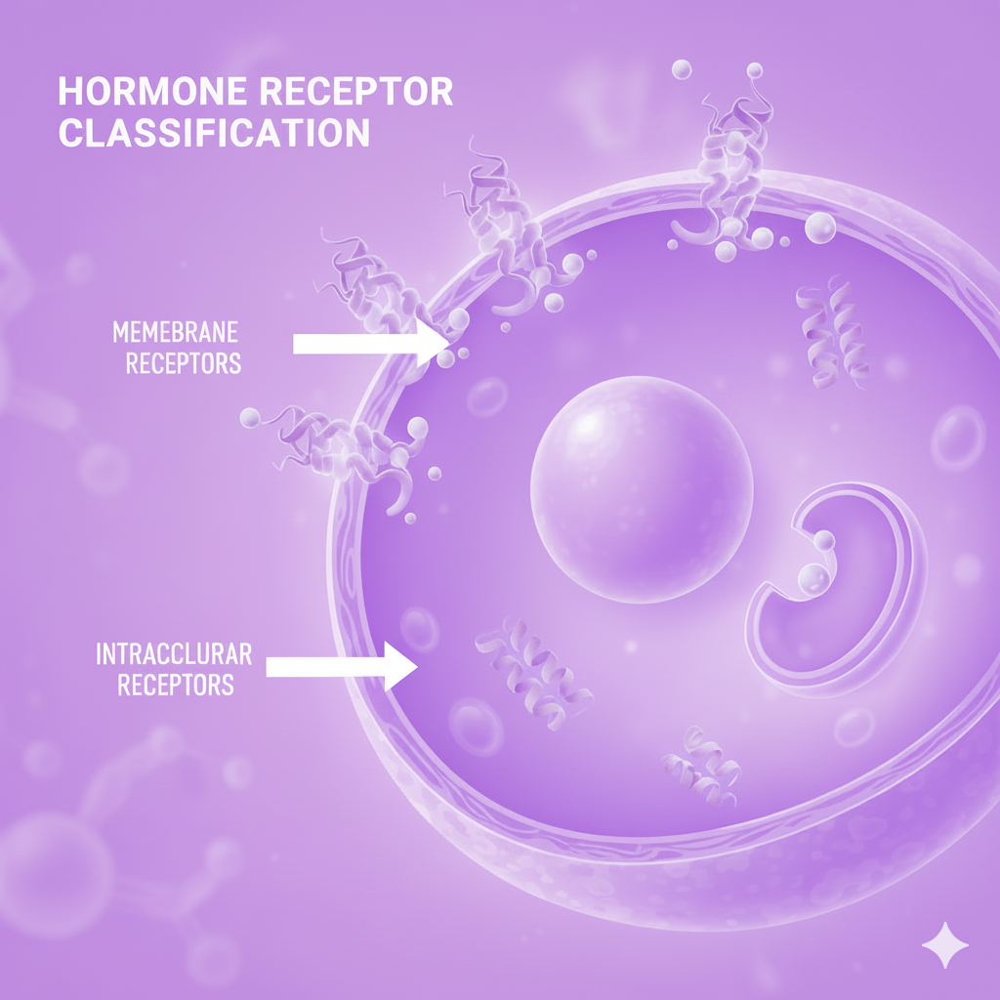 HORMONE RECEPTOR
CLASSIFICATION
MEMEBRANE
RECEPTORS
INTRACCLURAR
RECEPTORS